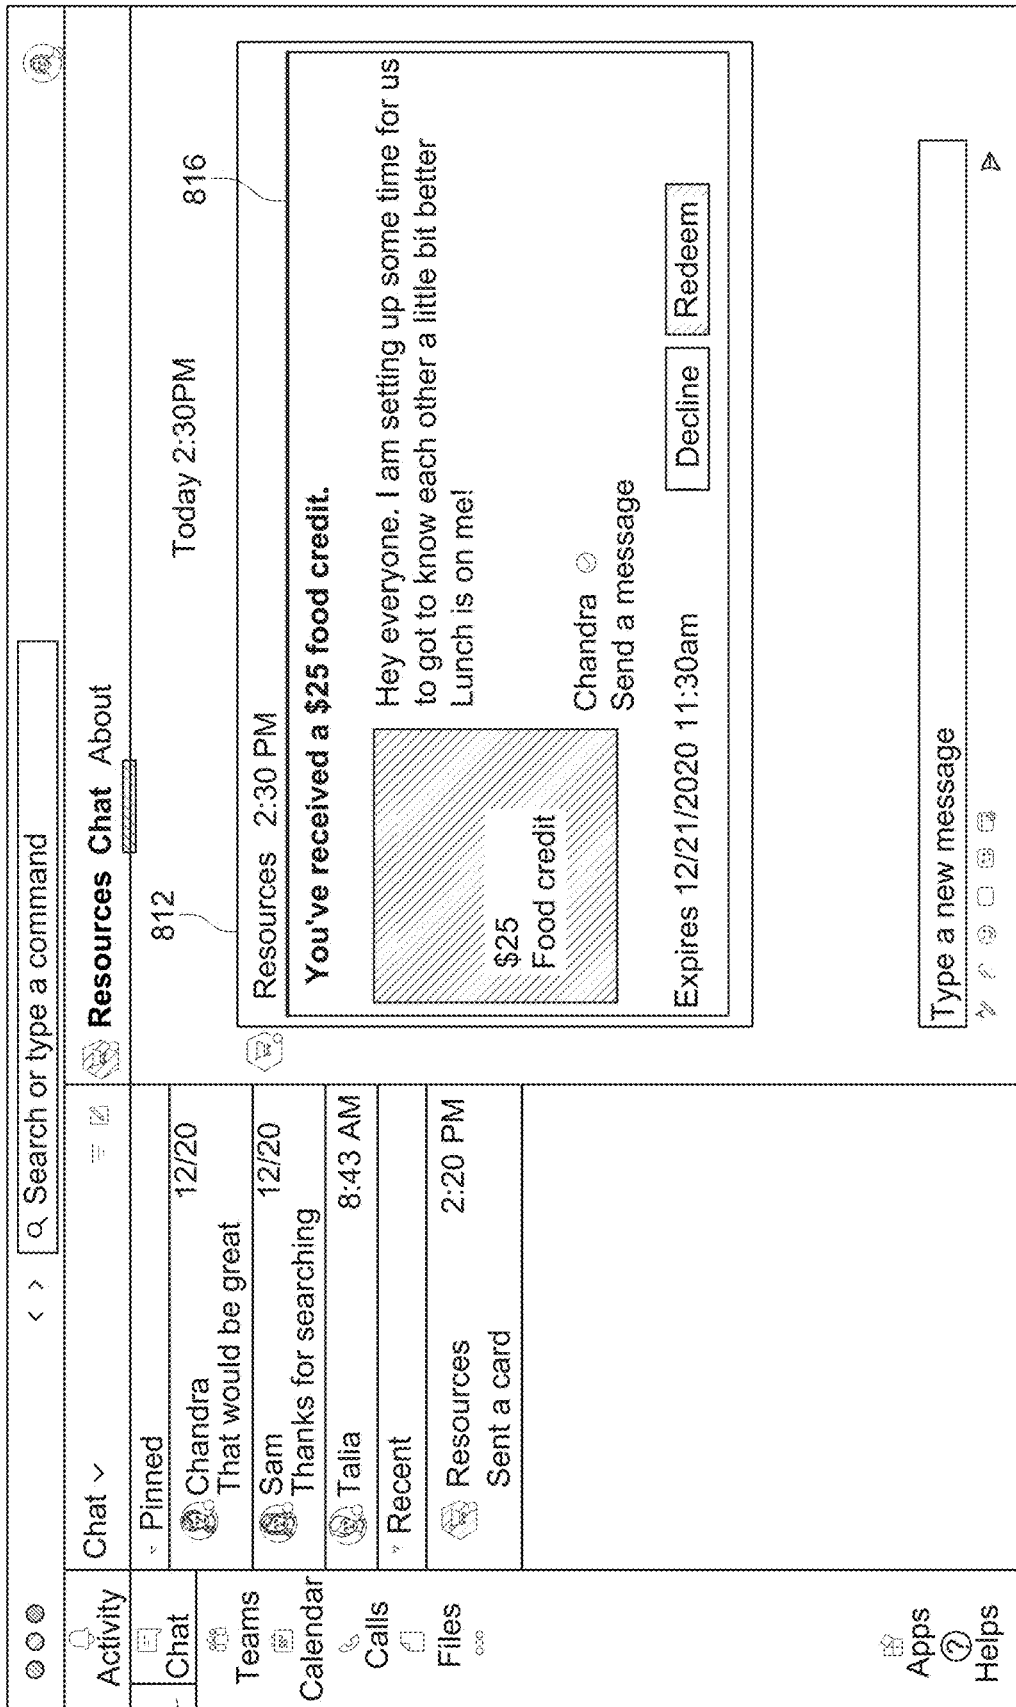 Search or type a command
Activity
Chat
Teams
Calendar
Calls
Files
Apps
Helps
Chat
Pinned
Chandra 12/20
That would be great
Sam 12/20
Thanks for searching
Talia 8:43 AM
Recent
Resources 2:20 PM
Sent a card
Resources Chat About
812
Today 2:30PM
816
Resources 2:30 PM
You've received a $25 food credit.
$25
Food credit
Hey everyone. I am setting up some time for us
to got to know each other a little bit better
Lunch is on me!
Chandra
Send a message
Expires 12/21/2020 11:30am
Decline
Redeem
Type a new message